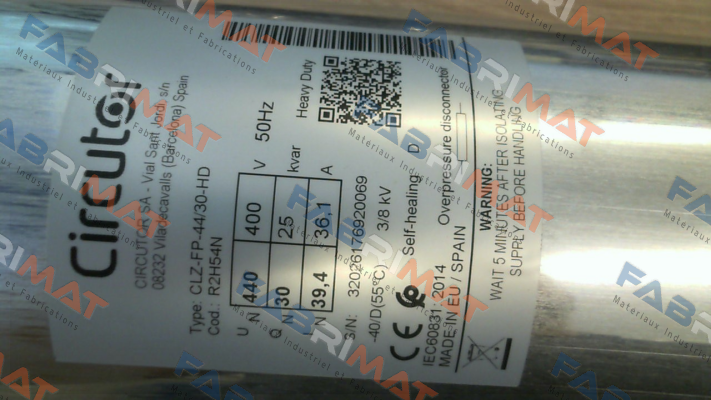 Circutor
CIRCUTOR SA - Vial Sant Jordi, s/n
08232 Viladecavalls (Barcelona) Spain
Type: CLZ-FP-44/30-HD
Cod.: R2H54N
U N 440 400 V 50Hz
Q N 30 25 kvar
I N 39,4 36,1 A
Heavy Duty
S/N: 32026176920069
-40/D(55ºC) 3/8 kV Self-healing: D
CE
IEC60831:2014 Overpressure disconnector
MADE IN EU / SPAIN
WARNING:
WAIT 5 MINUTES AFTER ISOLATING
SUPPLY BEFORE HANDLING
FABRIMAT
Materiaux Industriel et Fabrications